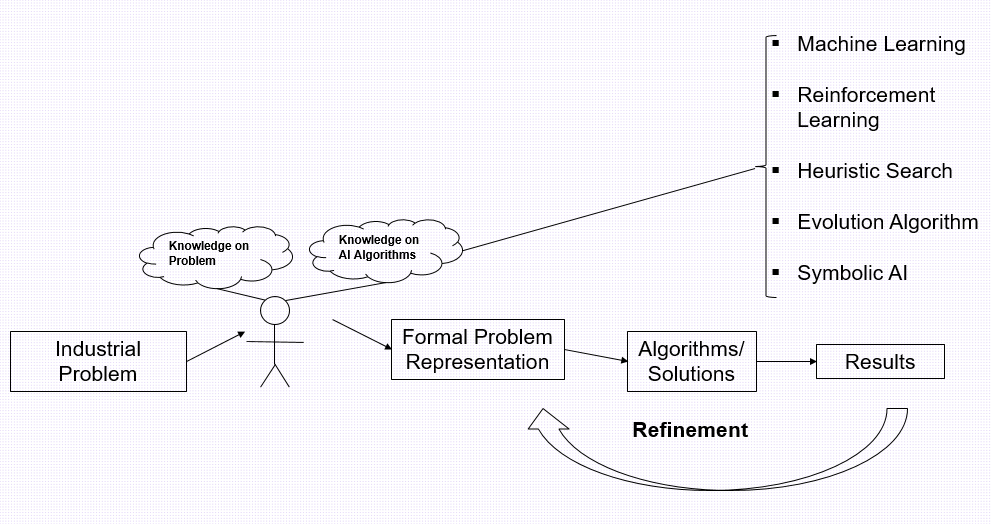 Machine Learning
Reinforcement
Learning
Heuristic Search
Evolution Algorithm
Symbolic AI
Knowledge on
Problem
Knowledge on
AI Algorithms
Industrial
Problem
Formal Problem
Representation
Algorithms/
Solutions
Results
Refinement